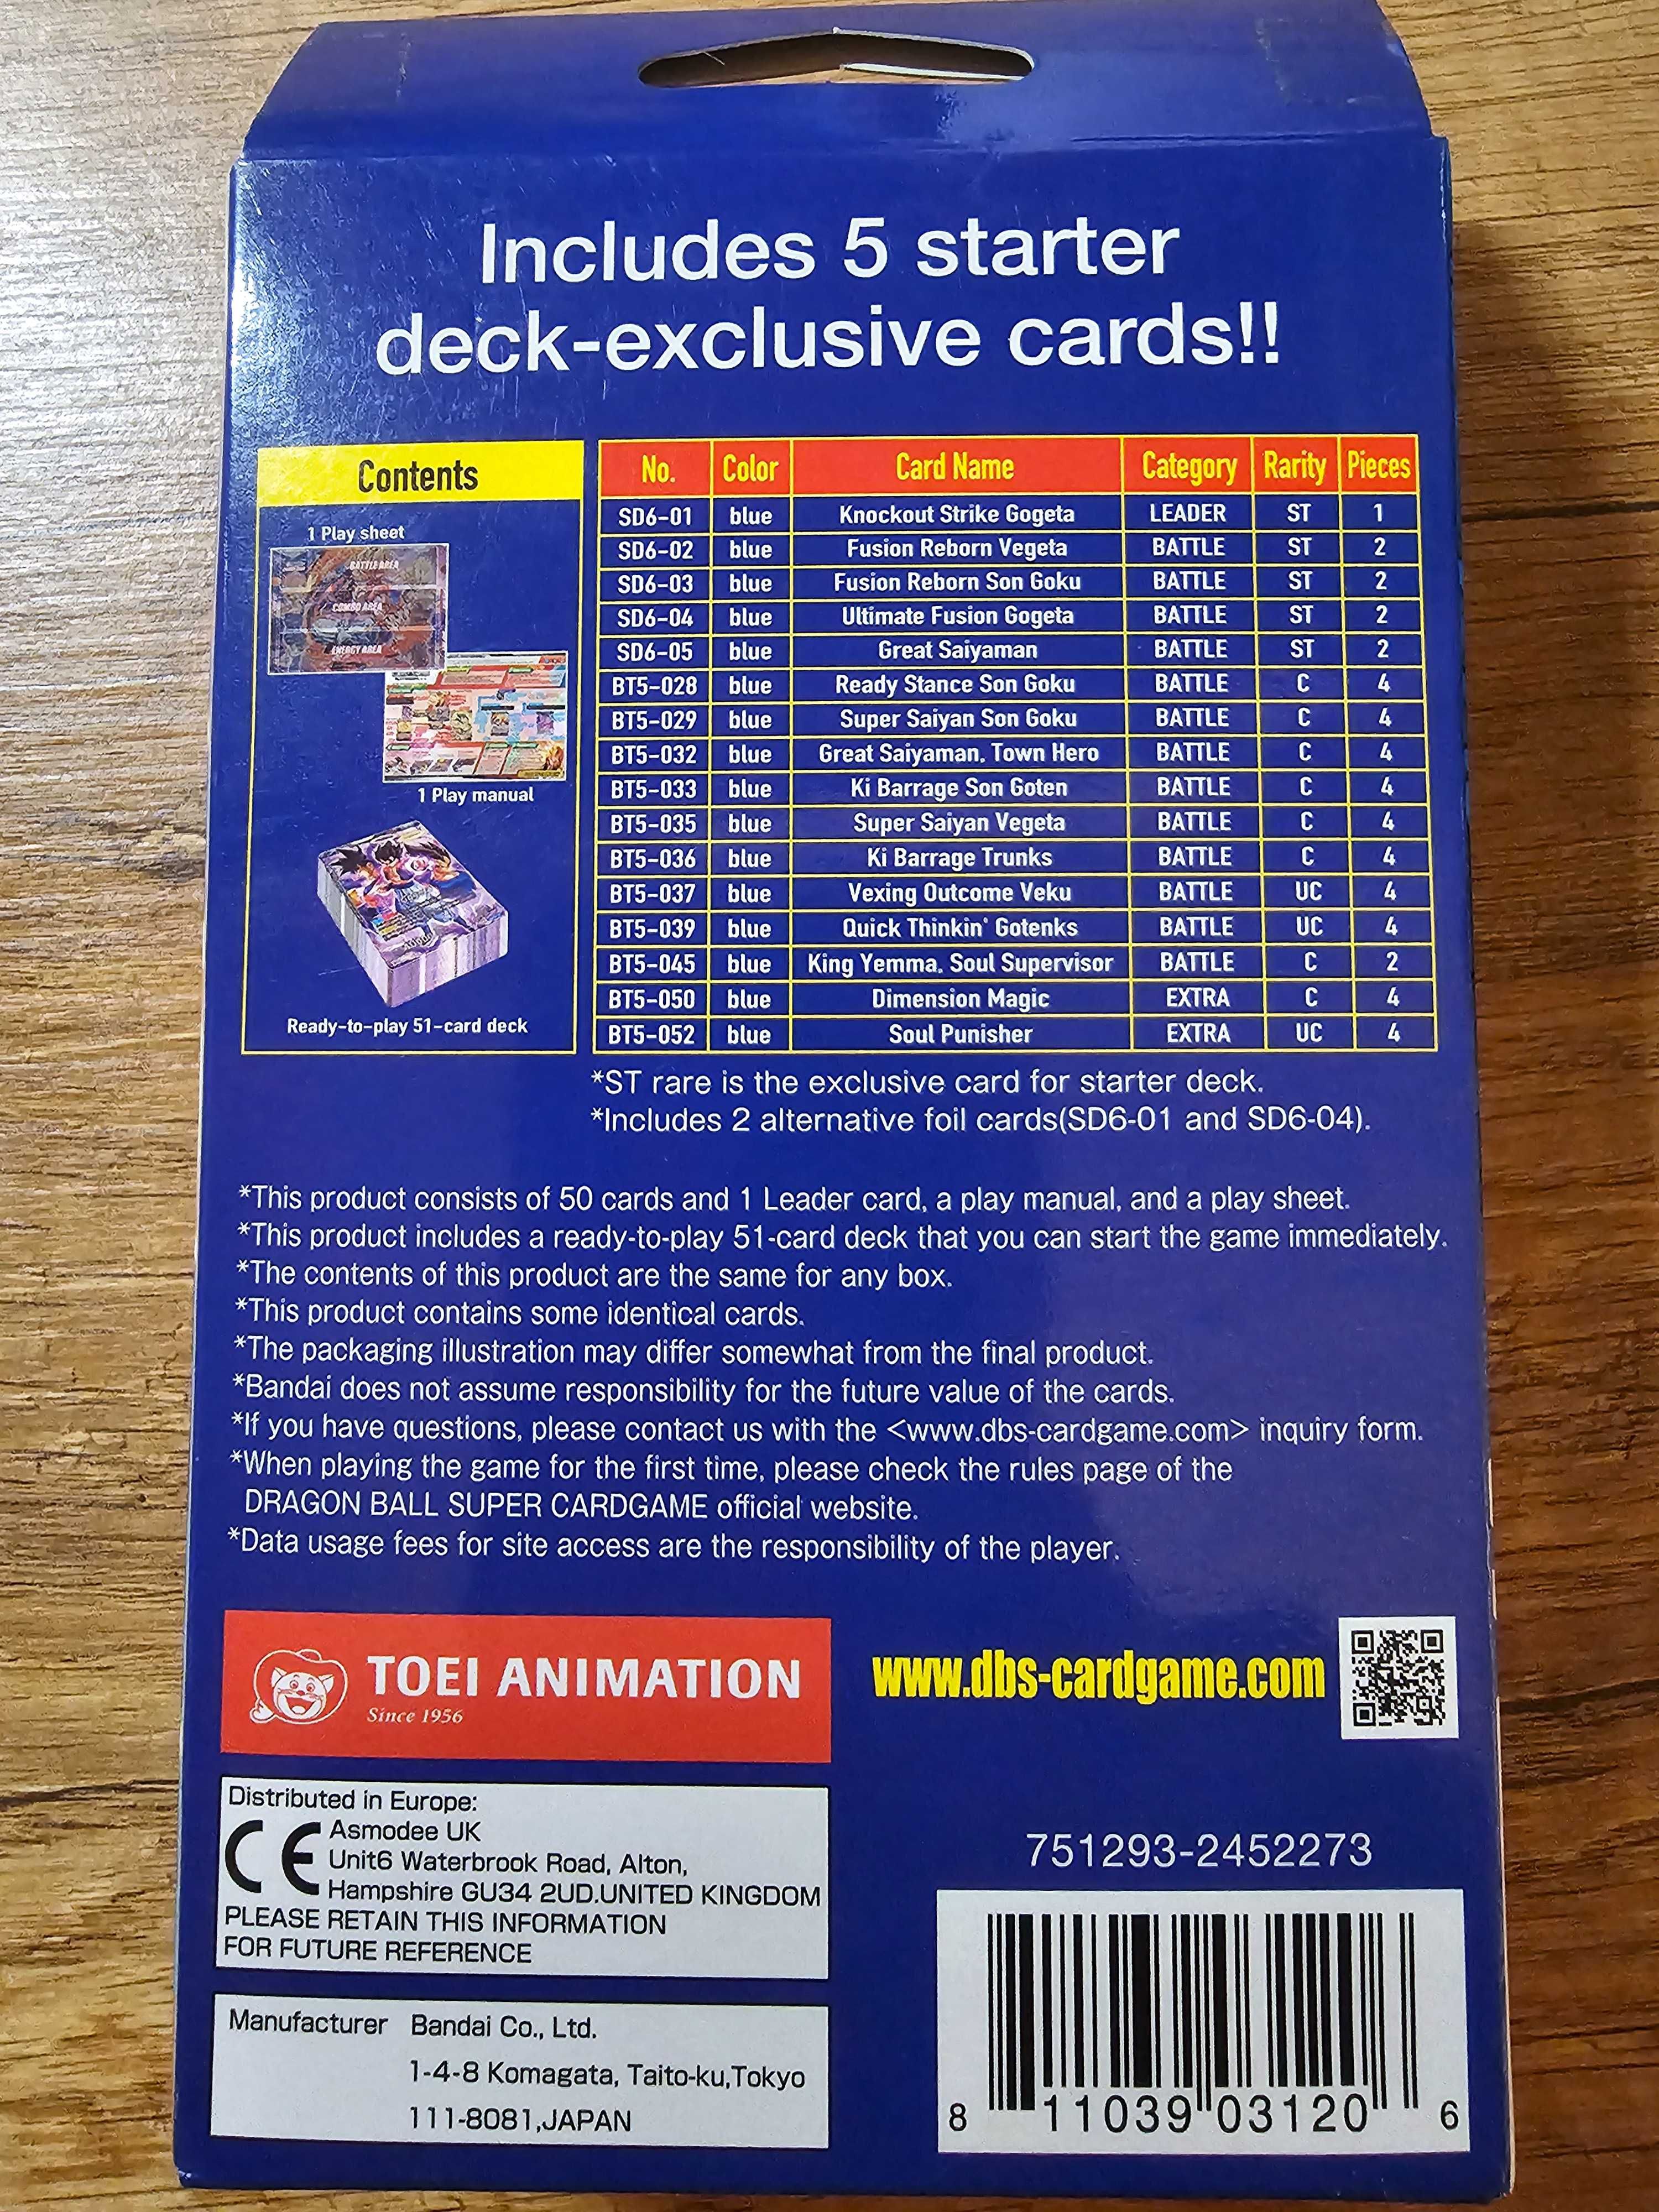 Includes 5 starter
deck-exclusive cards!!
Contents
1 Play sheet
BATTLE AREA
COMBO AREA
ENERGY AREA
1 Play manual
Ready-to-play 51-card deck
No. Color Card Name Category Rarity Pieces
SD6-01 blue Knockout Strike Gogeta LEADER ST 1
SD6-02 blue Fusion Reborn Vegeta BATTLE ST 2
SD6-03 blue Fusion Reborn Son Goku BATTLE ST 2
SD6-04 blue Ultimate Fusion Gogeta BATTLE ST 2
SD6-05 blue Great Saiyaman BATTLE ST 2
BT5-028 blue Ready Stance Son Goku BATTLE C 4
BT5-029 blue Super Saiyan Son Goku BATTLE C 4
BT5-032 blue Great Saiyaman, Town Hero BATTLE C 4
BT5-033 blue Ki Barrage Son Goten BATTLE C 4
BT5-035 blue Super Saiyan Vegeta BATTLE C 4
BT5-036 blue Ki Barrage Trunks BATTLE C 4
BT5-037 blue Vexing Outcome Veku BATTLE UC 4
BT5-039 blue Quick Thinkin' Gotenks BATTLE UC 4
BT5-045 blue King Yemma, Soul Supervisor BATTLE C 2
BT5-050 blue Dimension Magic EXTRA C 4
BT5-052 blue Soul Punisher EXTRA UC 4
*ST rare is the exclusive card for starter deck.
*Includes 2 alternative foil cards(SD6-01 and SD6-04).
*This product consists of 50 cards and 1 Leader card, a play manual, and a play sheet.
*This product includes a ready-to-play 51-card deck that you can start the game immediately.
*The contents of this product are the same for any box.
*This product contains some identical cards.
*The packaging illustration may differ somewhat from the final product.
*Bandai does not assume responsibility for the future value of the cards.
*If you have questions, please contact us with the <www.dbs-cardgame.com> inquiry form.
*When playing the game for the first time, please check the rules page of the
DRAGON BALL SUPER CARDGAME official website.
*Data usage fees for site access are the responsibility of the player.
TOEI ANIMATION
Since 1956
www.dbs-cardgame.com
Distributed in Europe:
CE
Asmodee UK
Unit6 Waterbrook Road, Alton,
Hampshire GU34 2UD.UNITED KINGDOM
PLEASE RETAIN THIS INFORMATION
FOR FUTURE REFERENCE
Manufacturer Bandai Co., Ltd.
1-4-8 Komagata, Taito-ku,Tokyo
111-8081,JAPAN
751293-2452273
8 11039 03120 6